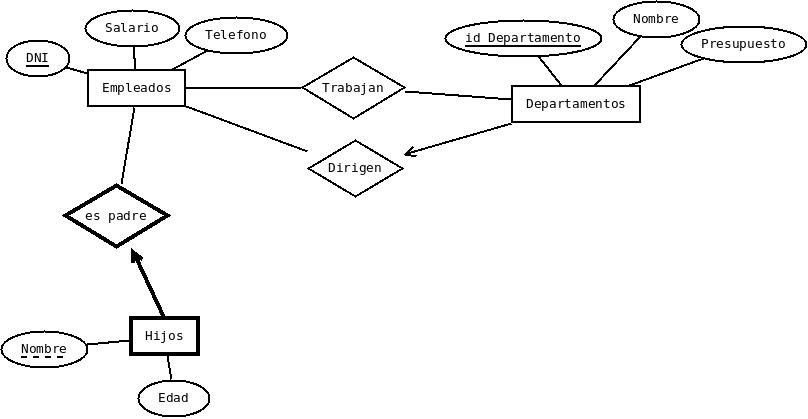 Salario
Telefono
DNI
Empleados
Trabajan
id Departamento
Nombre
Presupuesto
Departamentos
Dirigen
es padre
Hijos
Nombre
Edad